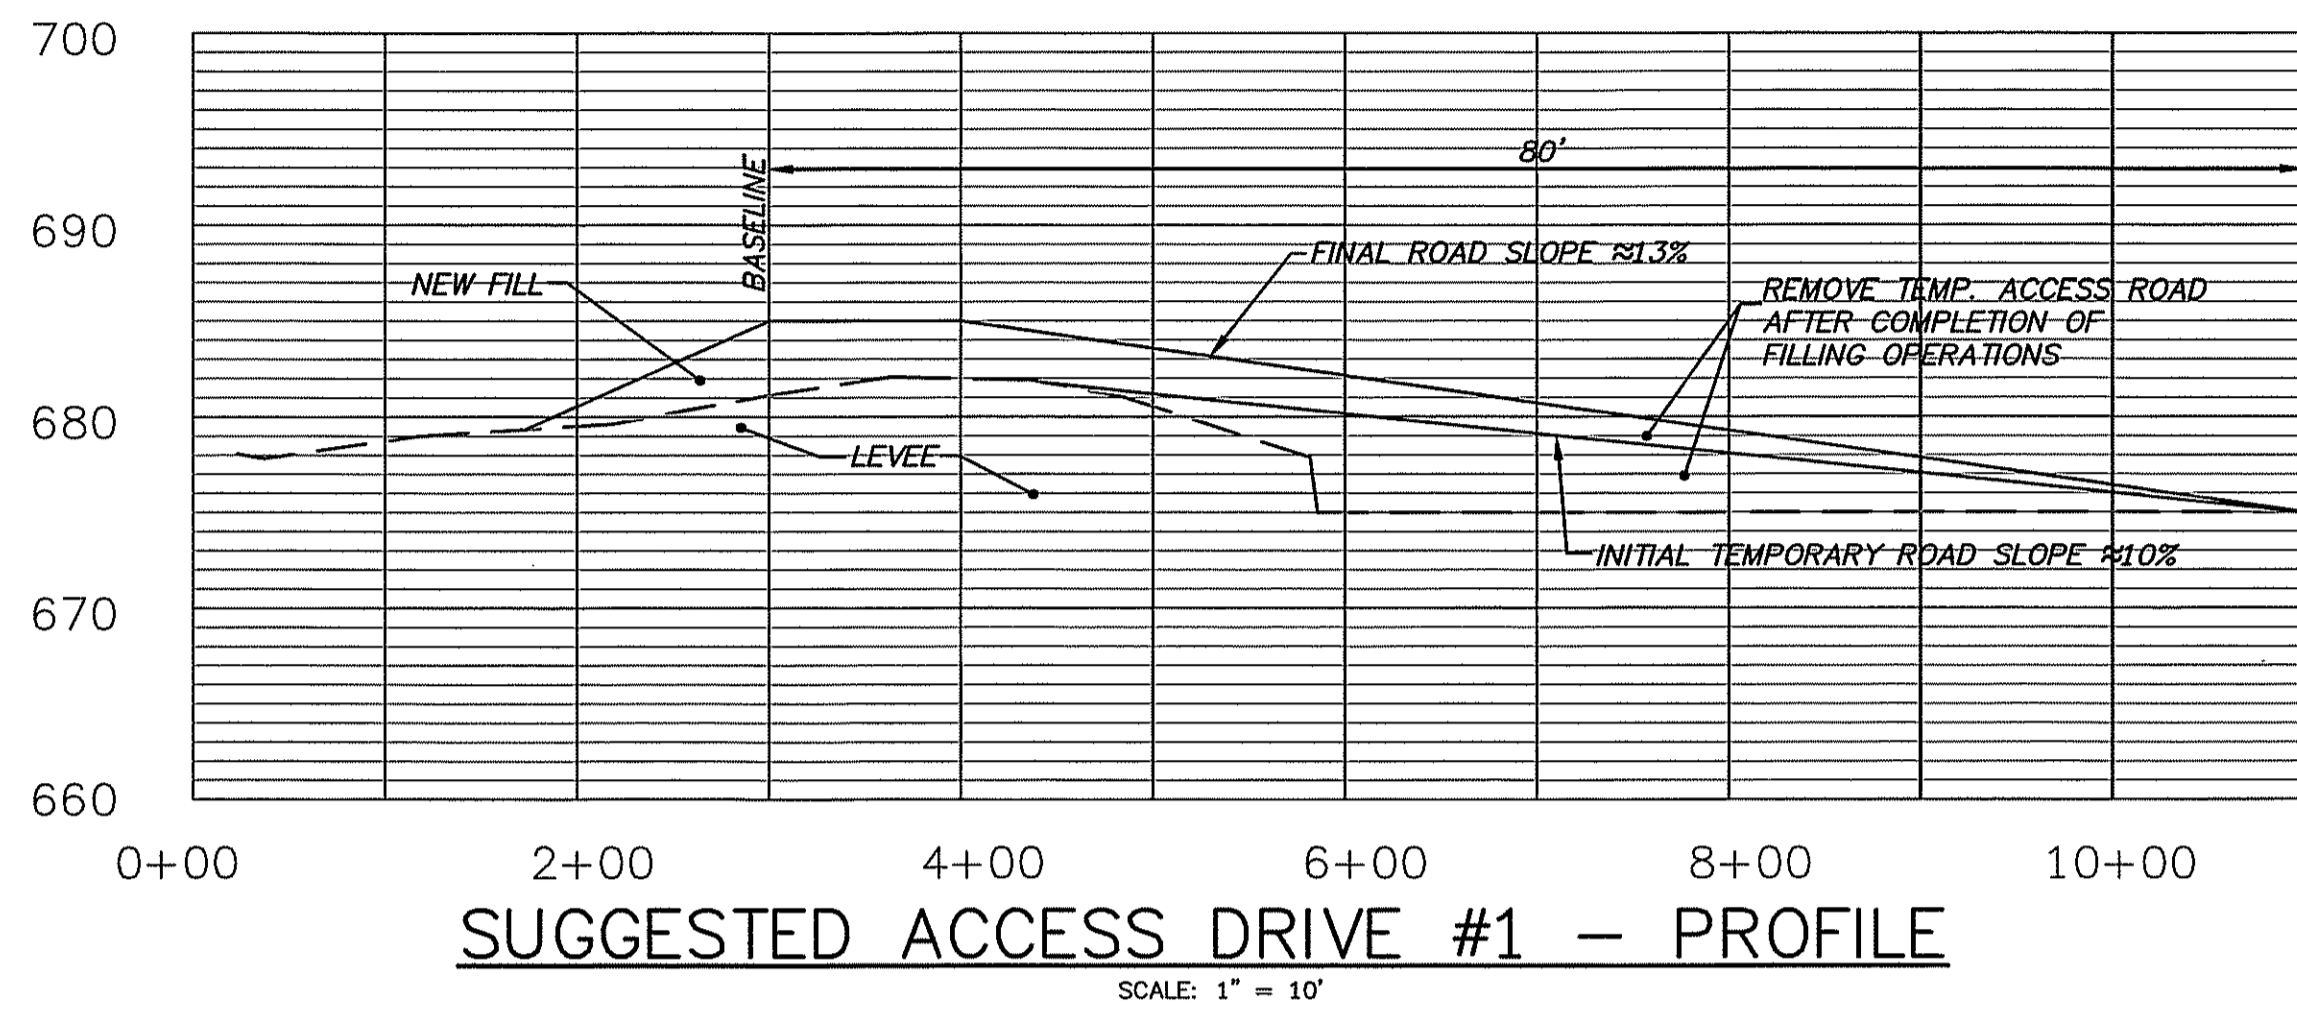 700
80'
BASELINE
690
FINAL ROAD SLOPE ≈13%
NEW FILL
REMOVE TEMP. ACCESS ROAD
AFTER COMPLETION OF
FILLING OPERATIONS
680
LEVEE
INITIAL TEMPORARY ROAD SLOPE ≈10%
670
660
0+00 2+00 4+00 6+00 8+00 10+00
SUGGESTED ACCESS DRIVE #1 – PROFILE
SCALE: 1" = 10'